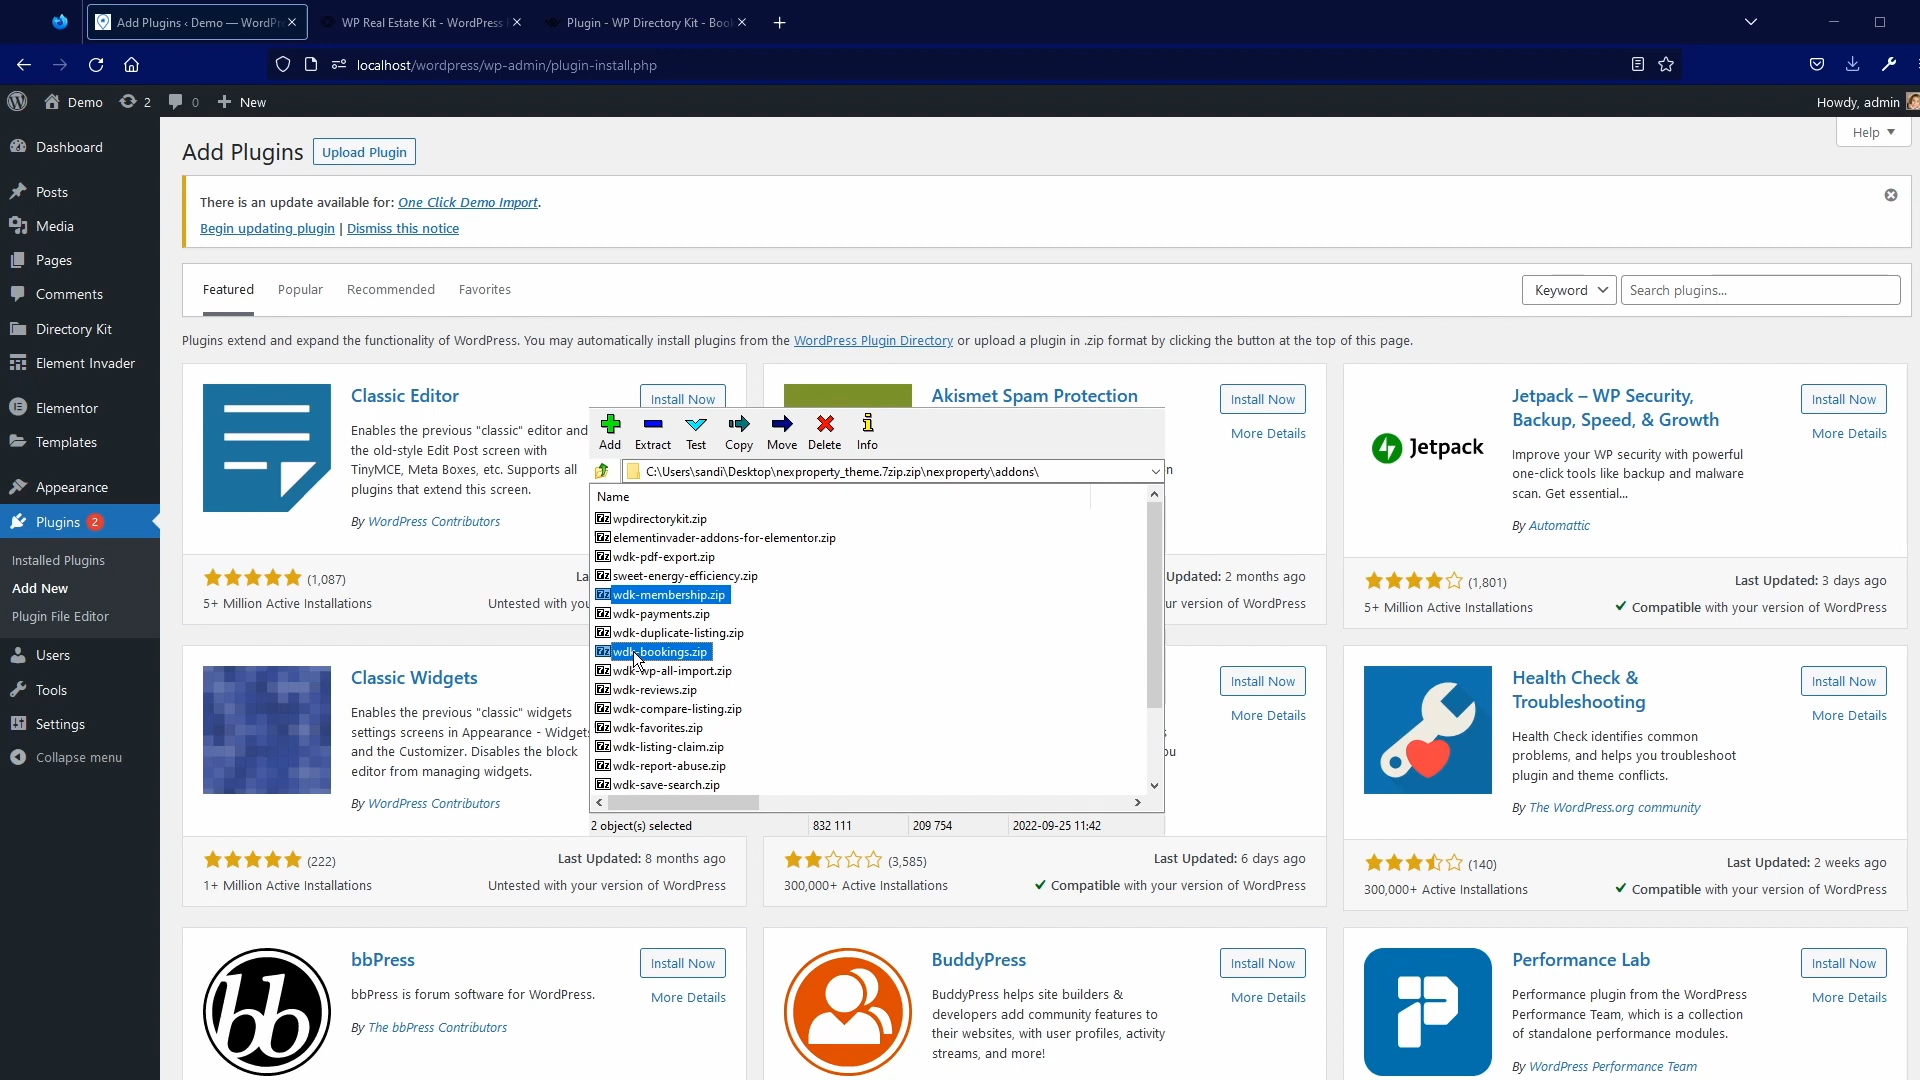 Add Plugins ‹ Demo — WordPr
WP Real Estate Kit - WordPress
Plugin - WP Directory Kit - Boo
localhost/wordpress/wp-admin/plugin-install.php
Demo
2
0
New
Howdy, admin
Dashboard
Posts
Media
Pages
Comments
Directory Kit
Element Invader
Elementor
Templates
Appearance
Plugins 2
Installed Plugins
Add New
Plugin File Editor
Users
Tools
Settings
Collapse menu
Help
Add Plugins
Upload Plugin
There is an update available for: One Click Demo Import.
Begin updating plugin | Dismiss this notice
Featured
Popular
Recommended
Favorites
Keyword
Search plugins...
Plugins extend and expand the functionality of WordPress. You may automatically install plugins from the WordPress Plugin Directory or upload a plugin in .zip format by clicking the button at the top of this page.
Classic Editor
Install Now
Enables the previous "classic" editor and
the old-style Edit Post screen with
TinyMCE, Meta Boxes, etc. Supports all
plugins that extend this screen.
By WordPress Contributors
(1,087)
La
5+ Million Active Installations
Untested with you
Akismet Spam Protection
Install Now
More Details
n
Updated: 2 months ago
ur version of WordPress
Jetpack
Jetpack – WP Security,
Backup, Speed, & Growth
Install Now
More Details
Improve your WP security with powerful
one-click tools like backup and malware
scan. Get essential...
By Automattic
(1,801)
Last Updated: 3 days ago
5+ Million Active Installations
Compatible with your version of WordPress
Add
Extract
Test
Copy
Move
Delete
Info
C:\Users\sandi\Desktop\nexproperty_theme.7zip.zip\nexproperty\addons\
Name
wpdirectorykit.zip
elementinvader-addons-for-elementor.zip
wdk-pdf-export.zip
sweet-energy-efficiency.zip
wdk-membership.zip
wdk-payments.zip
wdk-duplicate-listing.zip
wdk-bookings.zip
wdk-wp-all-import.zip
wdk-reviews.zip
wdk-compare-listing.zip
wdk-favorites.zip
wdk-listing-claim.zip
wdk-report-abuse.zip
wdk-save-search.zip
2 object(s) selected
832 111
209 754
2022-09-25 11:42
Classic Widgets
Enables the previous "classic" widgets
settings screens in Appearance - Widget
and the Customizer. Disables the block
editor from managing widgets.
By WordPress Contributors
(222)
Last Updated: 8 months ago
1+ Million Active Installations
Untested with your version of WordPress
Install Now
More Details
ou
(3,585)
Last Updated: 6 days ago
300,000+ Active Installations
Compatible with your version of WordPress
Health Check &
Troubleshooting
Install Now
More Details
Health Check identifies common
problems, and helps you troubleshoot
plugin and theme conflicts.
By The WordPress.org community
(140)
Last Updated: 2 weeks ago
300,000+ Active Installations
Compatible with your version of WordPress
bb
bbPress
Install Now
More Details
bbPress is forum software for WordPress.
By The bbPress Contributors
BuddyPress
Install Now
More Details
BuddyPress helps site builders &
developers add community features to
their websites, with user profiles, activity
streams, and more!
Performance Lab
Install Now
More Details
Performance plugin from the WordPress
Performance Team, which is a collection
of standalone performance modules.
By WordPress Performance Team